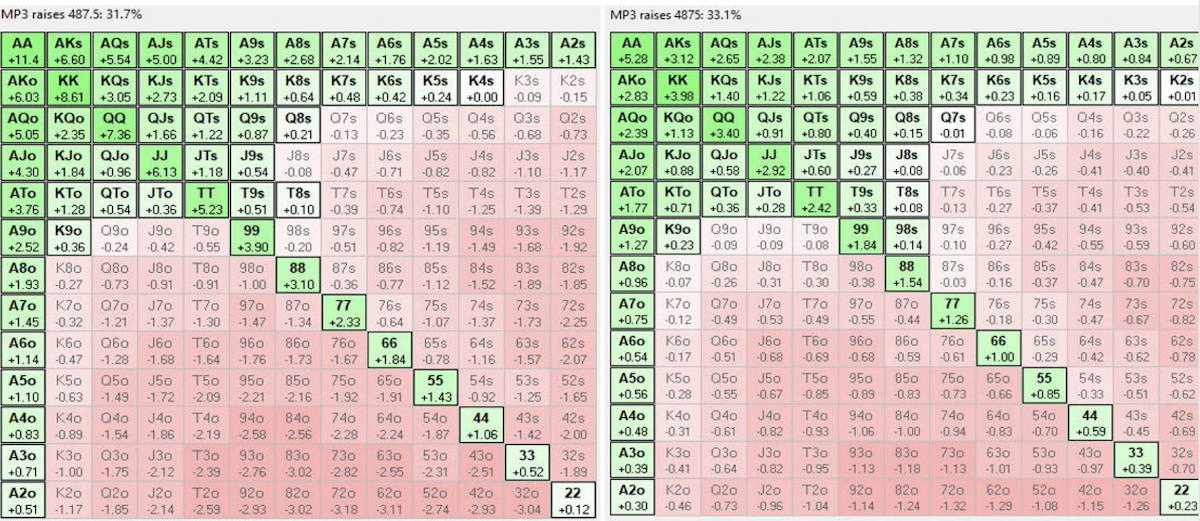 MP3 raises 487.5: 31.7%
AA AKs AQs AJs ATs A9s A8s A7s A6s A5s A4s A3s A2s
+11.4 +6.60 +5.54 +5.00 +4.42 +3.23 +2.68 +2.14 +1.76 +2.02 +1.63 +1.55 +1.43
AKo KK KQs KJs KTs K9s K8s K7s K6s K5s K4s K3s K2s
+6.03 +8.61 +3.05 +2.73 +2.09 +1.11 +0.64 +0.48 +0.42 +0.24 +0.00 -0.09 -0.15
AQo KQo QQ QJs QTs Q9s Q8s Q7s Q6s Q5s Q4s Q3s Q2s
+5.05 +2.35 +7.36 +1.66 +1.22 +0.87 +0.21 -0.13 -0.23 -0.35 -0.56 -0.68 -0.73
AJo KJo QJo JJ JTs J9s J8s J7s J6s J5s J4s J3s J2s
+4.30 +1.84 +0.96 +6.13 +1.18 +0.54 -0.08 -0.47 -0.71 -0.82 -0.82 -1.10 -1.17
ATo KTo QTo JTo TT T9s T8s T7s T6s T5s T4s T3s T2s
+3.76 +1.28 +0.54 +0.36 +5.23 +0.51 +0.10 -0.39 -0.74 -1.10 -1.25 -1.39 -1.29
A9o K9o Q9o J9o T9o 99 98s 97s 96s 95s 94s 93s 92s
+2.52 +0.36 -0.24 -0.42 -0.55 +3.90 -0.20 -0.51 -0.82 -1.19 -1.49 -1.68 -1.92
A8o K8o Q8o J8o T8o 98o 88 87s 86s 85s 84s 83s 82s
+1.93 -0.27 -0.73 -0.91 -0.91 -1.00 +3.10 -0.35 -0.75 -1.12 -1.52 -1.89 -1.85
A7o K7o Q7o J7o T7o 97o 87o 77 76s 75s 74s 73s 72s
+1.45 -0.32 -1.21 -1.37 -1.30 -1.47 -1.34 +2.33 -0.64 -1.07 -1.37 -1.73 -2.25
A6o K6o Q6o J6o T6o 96o 86o 76o 66 65s 64s 63s 62s
+1.14 -0.47 -1.28 -1.68 -1.64 -1.76 -1.73 -1.67 +1.84 -0.78 -1.16 -1.57 -2.07
A5o K5o Q5o J5o T5o 95o 85o 75o 65o 55 54s 53s 52s
+1.10 -0.63 -1.49 -1.72 -2.09 -2.21 -2.16 -1.92 -1.91 +1.43 -0.92 -1.25 -1.65
A4o K4o Q4o J4o T4o 94o 84o 74o 64o 54o 44 43s 42s
+0.83 -0.89 -1.54 -1.86 -2.19 -2.58 -2.56 -2.28 -2.24 -1.87 +1.06 -1.42 -2.00
A3o K3o Q3o J3o T3o 93o 83o 73o 63o 53o 43o 33 32s
+0.71 -1.00 -1.75 -2.12 -2.39 -2.76 -3.02 -2.82 -2.55 -2.31 -2.51 +0.52 -1.89
A2o K2o Q2o J2o T2o 92o 82o 72o 62o 52o 42o 32o 22
+0.51 -1.17 -1.85 -2.14 -2.59 -2.93 -3.02 -3.18 -3.11 -2.74 -2.93 -3.04 +0.12
MP3 raises 4875: 33.1%
AA AKs AQs AJs ATs A9s A8s A7s A6s A5s A4s A3s A2s
+5.28 +3.12 +2.65 +2.38 +2.07 +1.55 +1.32 +1.10 +0.98 +0.89 +0.80 +0.84 +0.67
AKo KK KQs KJs KTs K9s K8s K7s K6s K5s K4s K3s K2s
+2.83 +3.98 +1.40 +1.22 +1.06 +0.59 +0.38 +0.34 +0.23 +0.16 +0.17 +0.05 +0.01
AQo KQo QQ QJs QTs Q9s Q8s Q7s Q6s Q5s Q4s Q3s Q2s
+2.39 +1.13 +3.40 +0.91 +0.80 +0.40 +0.15 -0.01 -0.08 -0.06 -0.16 -0.22 -0.26
AJo KJo QJo JJ JTs J9s J8s J7s J6s J5s J4s J3s J2s
+2.07 +0.88 +0.58 +2.92 +0.60 +0.27 +0.08 -0.06 -0.23 -0.26 -0.41 -0.40 -0.41
ATo KTo QTo JTo TT T9s T8s T7s T6s T5s T4s T3s T2s
+1.77 +0.71 +0.36 +0.28 +2.42 +0.33 +0.08 -0.13 -0.27 -0.37 -0.41 -0.53 -0.54
A9o K9o Q9o J9o T9o 99 98s 97s 96s 95s 94s 93s 92s
+1.27 +0.23 -0.09 -0.09 -0.08 +1.84 +0.14 -0.10 -0.27 -0.42 -0.55 -0.59 -0.60
A8o K8o Q8o J8o T8o 98o 88 87s 86s 85s 84s 83s 82s
+0.96 -0.07 -0.26 -0.31 -0.30 -0.38 +1.54 -0.03 -0.16 -0.37 -0.47 -0.70 -0.75
A7o K7o Q7o J7o T7o 97o 87o 77 76s 75s 74s 73s 72s
+0.75 -0.12 -0.49 -0.53 -0.49 -0.55 -0.44 +1.26 -0.18 -0.30 -0.47 -0.67 -0.82
A6o K6o Q6o J6o T6o 96o 86o 76o 66 65s 64s 63s 62s
+0.54 -0.17 -0.51 -0.68 -0.69 -0.68 -0.59 -0.61 +1.00 -0.29 -0.42 -0.62 -0.78
A5o K5o Q5o J5o T5o 95o 85o 75o 65o 55 54s 53s 52s
+0.56 -0.28 -0.55 -0.67 -0.85 -0.89 -0.83 -0.73 -0.66 +0.85 -0.33 -0.51 -0.62
A4o K4o Q4o J4o T4o 94o 84o 74o 64o 54o 44 43s 42s
+0.48 -0.31 -0.61 -0.82 -0.93 -1.06 -1.00 -0.94 -0.83 -0.70 +0.59 -0.45 -0.69
A3o K3o Q3o J3o T3o 93o 83o 73o 63o 53o 43o 33 32s
+0.39 -0.41 -0.64 -0.82 -0.95 -1.13 -1.18 -1.13 -1.01 -0.93 -0.97 +0.39 -0.70
A2o K2o Q2o J2o T2o 92o 82o 72o 62o 52o 42o 32o 22
+0.30 -0.46 -0.73 -0.96 -1.04 -1.14 -1.24 -1.32 -1.29 -1.08 -1.15 -1.26 +0.23